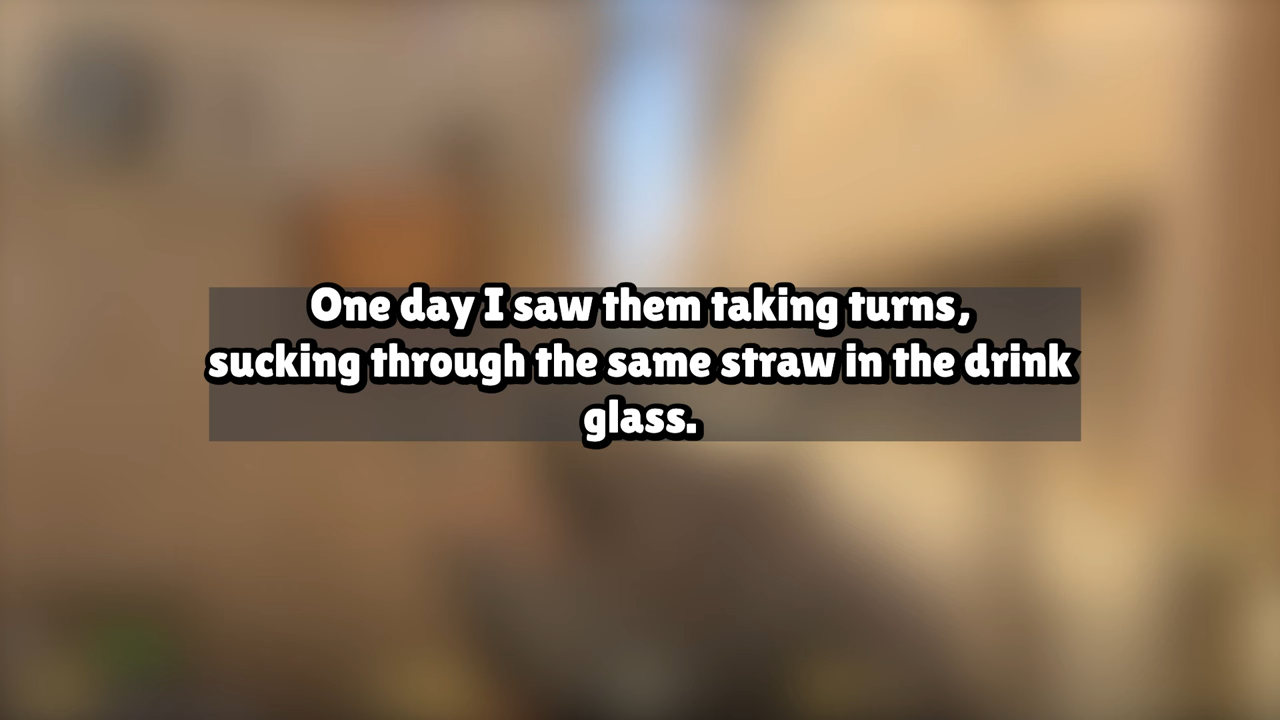 One day I saw them taking turns,
sucking through the same straw in the drink
glass.